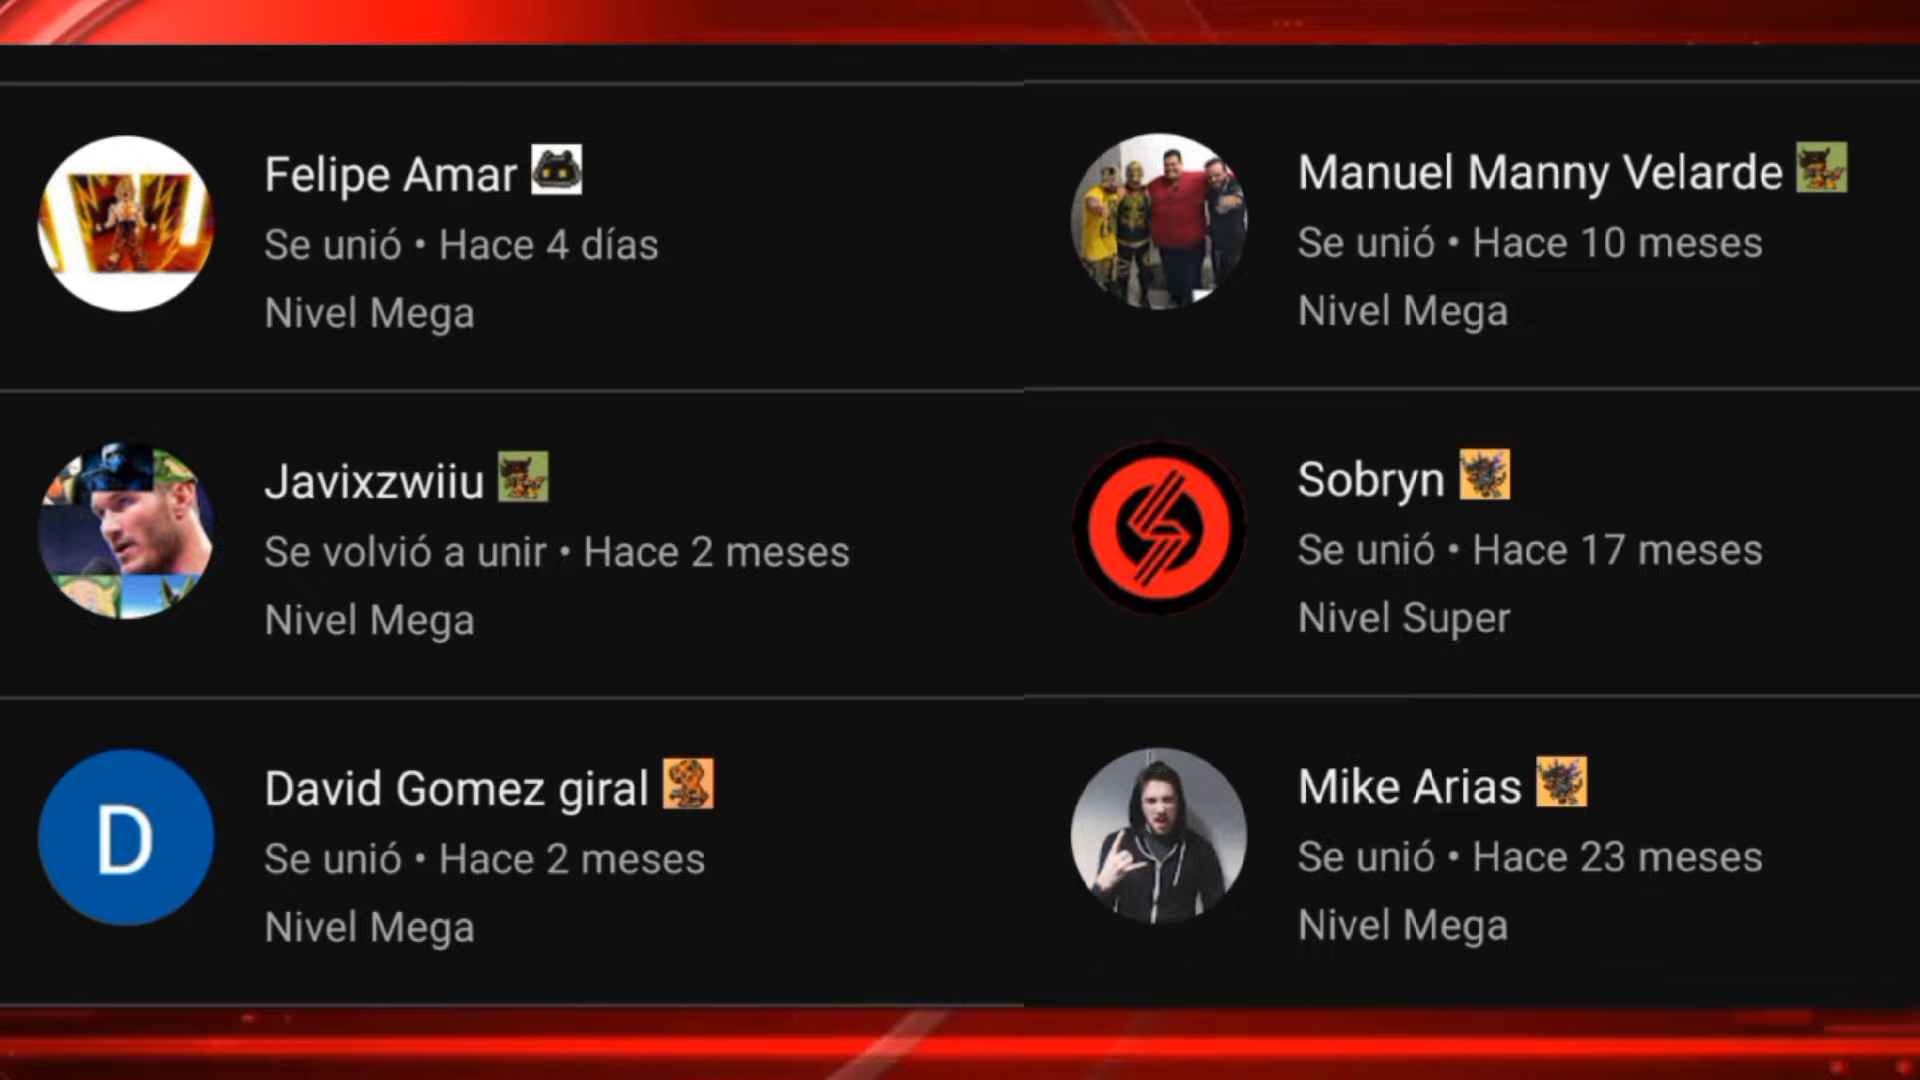 Felipe Amar
Se unió • Hace 4 días
Nivel Mega
Javixzwiiu
Se volvió a unir • Hace 2 meses
Nivel Mega
D
David Gomez giral
Se unió • Hace 2 meses
Nivel Mega
Manuel Manny Velarde
Se unió • Hace 10 meses
Nivel Mega
Sobryn
Se unió • Hace 17 meses
Nivel Super
Mike Arias
Se unió • Hace 23 meses
Nivel Mega